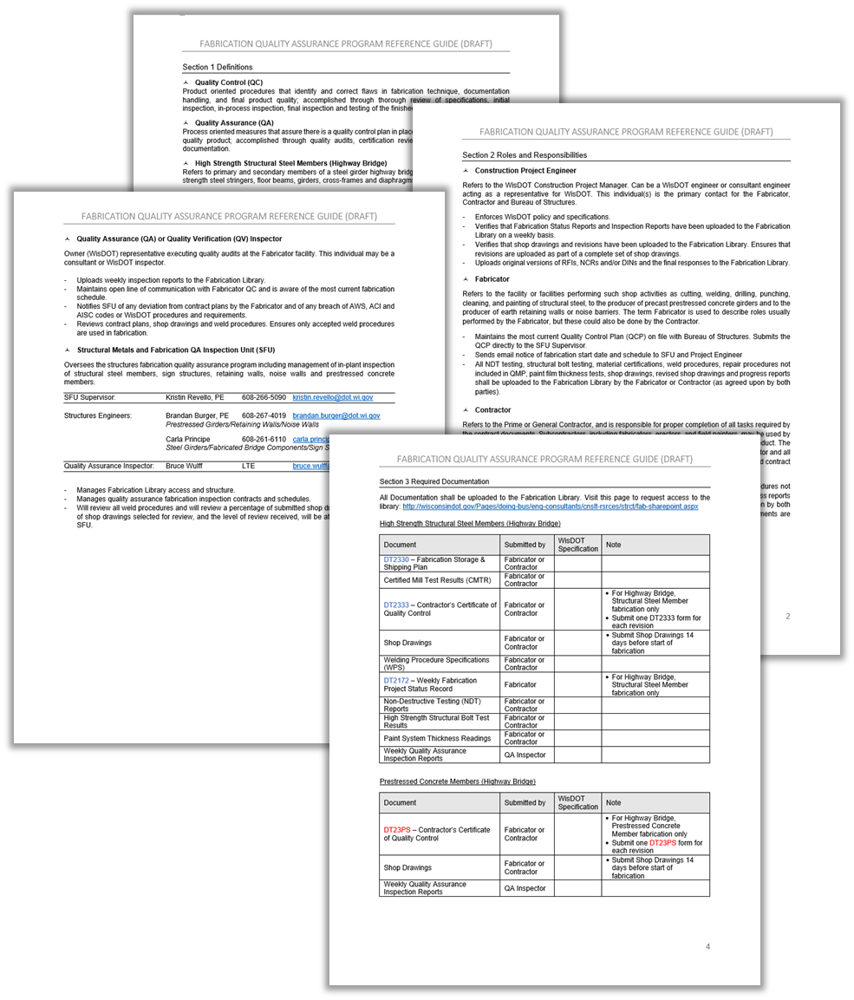 FABRICATION QUALITY ASSURANCE PROGRAM REFERENCE GUIDE (DRAFT)
Section 1 Definitions
Quality Control (QC)
Product oriented procedures that identify and correct flaws in fabrication technique, documentation
handling, and final product quality; accomplished through thorough review of specifications, initial
inspection, in-process inspection, final inspection and testing of the finished
Quality Assurance (QA)
Process oriented measures that assure there is a quality control plan in place
quality product; accomplished through quality audits, certification
documentation.
High Strength Structural Steel Members (Highway Bridge)
Refers to primary and secondary members of a steel girder highway
strength steel stringers, floor beams, girders, cross-frames and diaphragms
FABRICATION QUALITY ASSURANCE PROGRAM REFERENCE GUIDE (DRAFT)
Section 2 Roles and Responsibilities
Construction Project Engineer
Refers to the WisDOT Construction Project Manager. Can be a WisDOT engineer or consultant engineer
acting as a representative for WisDOT. This individual(s) is the primary contact for the Fabricator,
Contractor and Bureau of Structures.
- Enforces WisDOT policy and specifications.
- Verifies that Fabrication Status Reports and Inspection Reports have been uploaded to the Fabrication
Library on a weekly basis.
- Verifies that shop drawings and revisions have been uploaded to the Fabrication Library. Ensures that
revisions are uploaded as part of a complete set of shop drawings.
- Uploads original versions of RFIs, NCRs and/or DINs and the final responses to the Fabrication Library.
Fabricator
Refers to the facility or facilities performing such shop activities as cutting, welding, drilling, punching,
cleaning, and painting of structural steel, to the producer of precast prestressed concrete girders and to the
producer of earth retaining walls or noise barriers. The term Fabricator is used to describe roles usually
performed by the Fabricator, but these could also be done by the Contractor.
- Maintains the most current Quality Control Plan (QCP) on file with Bureau of Structures. Submits the
QCP directly to the SFU Supervisor.
- Sends email notice of fabrication start date and schedule to SFU and Project Engineer
- All NDT testing, structural bolt testing, material certifications, weld procedures, repair procedures not
included in QMP, paint film thickness tests, shop drawings, revised shop drawings and progress reports
shall be uploaded to the Fabrication Library by the Fabricator or Contractor (as agreed upon by both
parties).
Contractor
Refers to the Prime or General Contractor, and is responsible for proper completion of all tasks required by
the contract documents. Subcontractors, including fabricators, erectors, and field painters, may be used by
duct. The
tor and all
contract
dures not
ss reports
n by both
ments are
2
FABRICATION QUALITY ASSURANCE PROGRAM REFERENCE GUIDE (DRAFT)
Quality Assurance (QA) or Quality Verification (QV) Inspector
Owner (WisDOT) representative executing quality audits at the Fabricator facility. This individual may be a
consultant or WisDOT inspector.
- Uploads weekly inspection reports to the Fabrication Library.
- Maintains open line of communication with Fabricator QC and is aware of the most current fabrication
schedule.
- Notifies SFU of any deviation from contract plans by the Fabricator and of any breach of AWS, ACI and
AISC codes or WisDOT procedures and requirements.
- Reviews contract plans, shop drawings and weld procedures. Ensures only accepted weld procedures
are used in fabrication.
Structural Metals and Fabrication QA Inspection Unit (SFU)
Oversees the structures fabrication quality assurance program including management of in-plant inspection
of structural steel members, sign structures, retaining walls, noise walls and prestressed concrete
members.
SFU Supervisor: Kristin Revello, PE 608-266-5090 kristin.revello@dot.wi.gov
Structures Engineers: Brandan Burger, PE 608-267-4019 brandan.burger@dot.wi.gov
Prestressed Girders/Retaining Walls/Noise Walls
Carla Principe 608-261-6110 carla.princip
Steel Girders/Fabricated Bridge Components/Sign S
Quality Assurance Inspector: Bruce Wulff LTE bruce.wulff
- Manages Fabrication Library access and structure.
- Manages quality assurance fabrication inspection contracts and schedules.
- Will review all weld procedures and will review a percentage of submitted shop
of shop drawings selected for review, and the level of review received, will be at
SFU.
FABRICATION QUALITY ASSURANCE PROGRAM REFERENCE GUIDE (DRAFT)
Section 3 Required Documentation
All Documentation shall be uploaded to the Fabrication Library. Visit this page to request access to the
library: http://wisconsindot.gov/Pages/doing-bus/eng-consultants/cnslt-rsrces/strct/fab-sharepoint.aspx
High Strength Structural Steel Members (Highway Bridge)
Document Submitted by WisDOT Specification Note
DT2330 – Fabrication Storage & Shipping Plan Fabricator or Contractor
Certified Mill Test Results (CMTR) Fabricator or Contractor
DT2333 – Contractor's Certificate of Quality Control Fabricator or Contractor • For Highway Bridge, Structural Steel Member fabrication only • Submit one DT2333 form for each revision
Shop Drawings Fabricator or Contractor • Submit Shop Drawings 14 days before start of fabrication
Welding Procedure Specifications (WPS) Fabricator or Contractor
DT2172 – Weekly Fabrication Project Status Record Fabricator • For Highway Bridge, Structural Steel Member fabrication only
Non-Destructive Testing (NDT) Reports Fabricator or Contractor
High Strength Structural Bolt Test Results Fabricator or Contractor
Paint System Thickness Readings Fabricator or Contractor
Weekly Quality Assurance Inspection Reports QA Inspector
Prestressed Concrete Members (Highway Bridge)
Document Submitted by WisDOT Specification Note
DT23PS – Contractor's Certificate of Quality Control Fabricator or Contractor • For Highway Bridge, Prestressed Concrete Member fabrication only • Submit one DT23PS form for each revision
Shop Drawings Fabricator or Contractor • Submit Shop Drawings 14 days before start of fabrication
Weekly Quality Assurance Inspection Reports QA Inspector
4